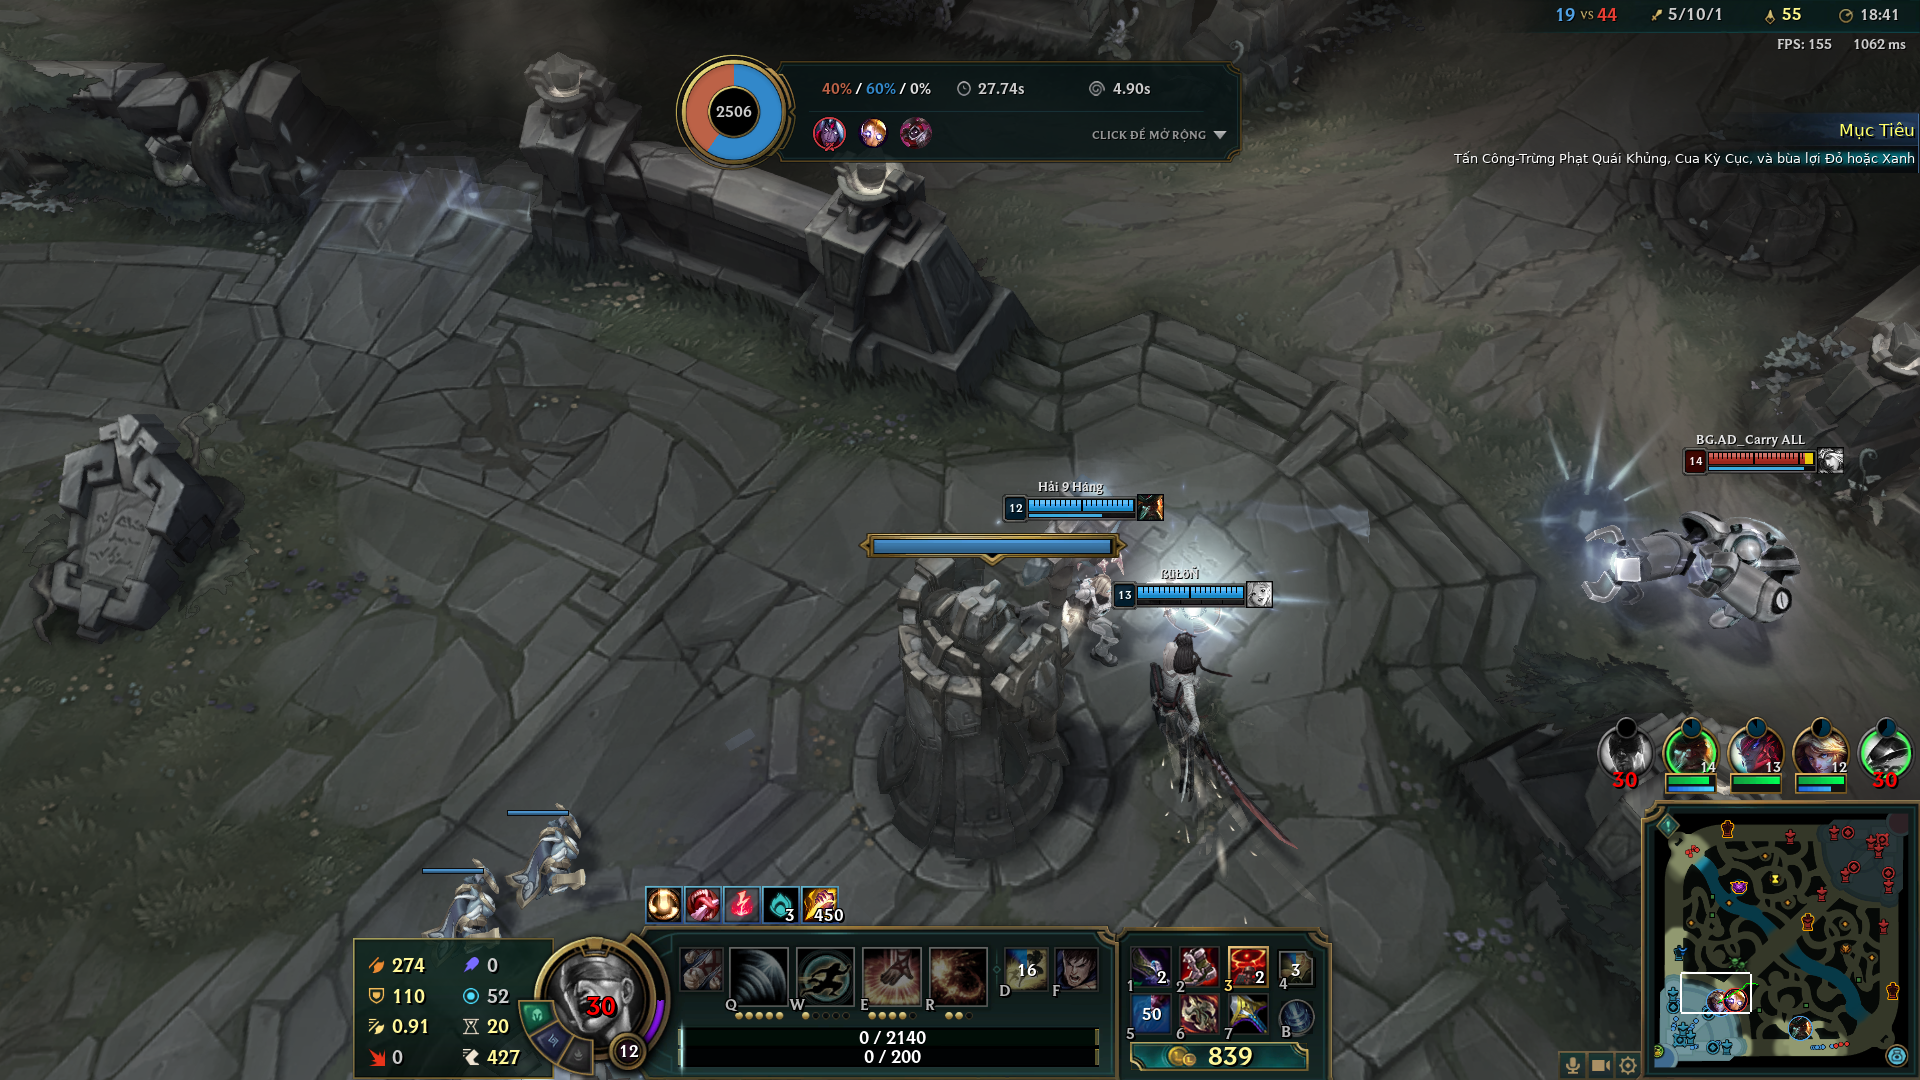 19 vs 44 5/10/1 55 18:41
FPS: 155 1062 ms
40% / 60% / 0% 27.74s 4.90s
2506
CLICK ĐỂ MỞ RỘNG
Mục Tiêu
Tấn Công-Trừng Phạt Quái Khủng, Cua Kỳ Cục, và bùa lợi Đỏ hoặc Xanh
BG.AD_Carry ALL
14
Hải 9 Háng
12
13
14 13 12
30 30
3 450
274 0
110 52
0.91 20
0 427
30
12
Q W E R D 16 F
0 / 2140
0 / 200
1 2 2 3 2 4 3
5 50 6 7 B
839